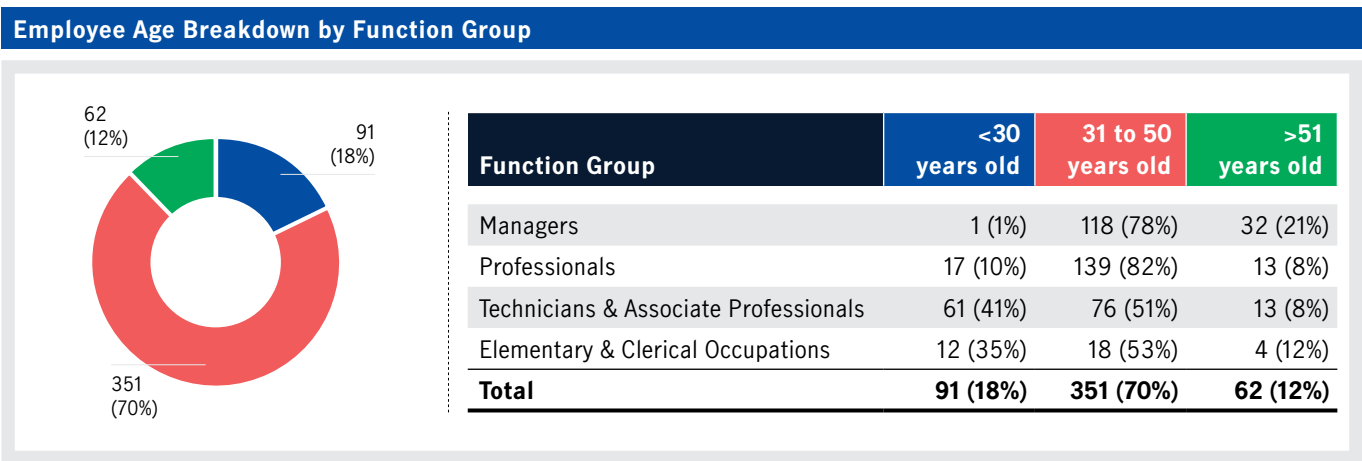 Employee Age Breakdown by Function Group
62
(12%)
91
(18%)
351
(70%)
Function Group <30 years old 31 to 50 years old >51 years old
Managers 1 (1%) 118 (78%) 32 (21%)
Professionals 17 (10%) 139 (82%) 13 (8%)
Technicians & Associate Professionals 61 (41%) 76 (51%) 13 (8%)
Elementary & Clerical Occupations 12 (35%) 18 (53%) 4 (12%)
Total 91 (18%) 351 (70%) 62 (12%)